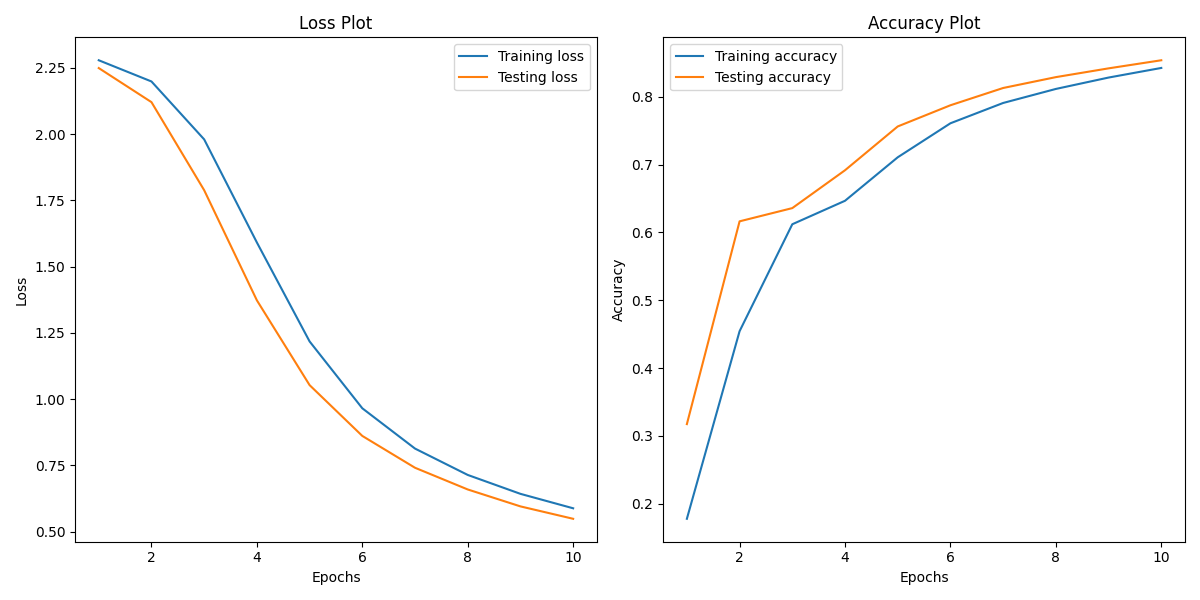 Loss Plot
Training loss
Testing loss
2.25
2.00
1.75
1.50
1.25
1.00
0.75
0.50
Loss
2 4 6 8 10
Epochs
Accuracy Plot
Training accuracy
Testing accuracy
0.8
0.7
0.6
0.5
0.4
0.3
0.2
Accuracy
2 4 6 8 10
Epochs